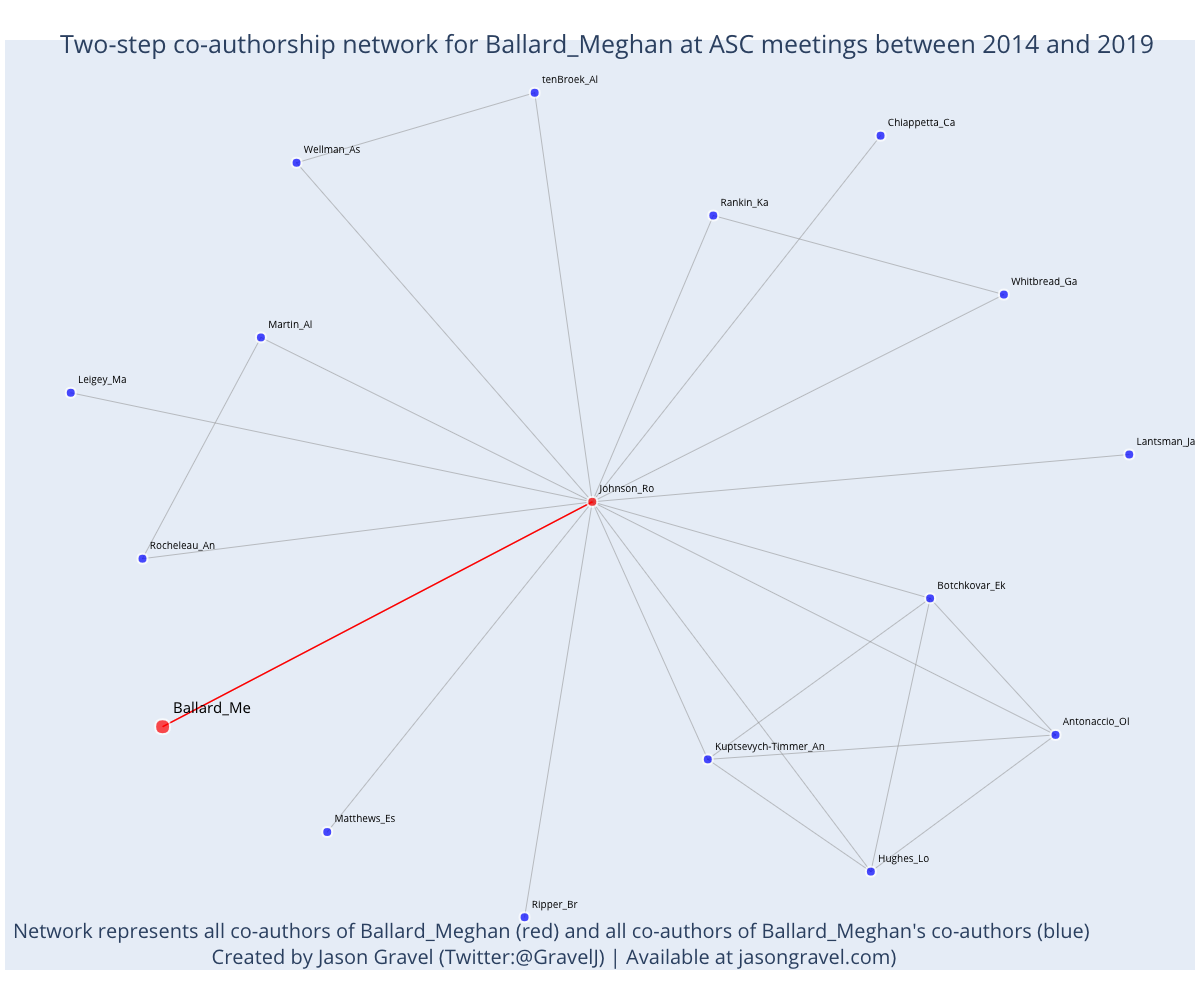 Two-step co-authorship network for Ballard_Meghan at ASC meetings between 2014 and 2019
tenBroek_Al
Chiappetta_Ca
Wellman_As
Rankin_Ka
Whitbread_Ga
Martin_Al
Leigey_Ma
Lantsman_Ja
Johnson_Ro
Rocheleau_An
Botchkovar_Ek
Ballard_Me
Antonaccio_Ol
Kuptsevych-Timmer_An
Matthews_Es
Hughes_Lo
Ripper_Br
Network represents all co-authors of Ballard_Meghan (red) and all co-authors of Ballard_Meghan's co-authors (blue)
Created by Jason Gravel (Twitter:@GravelJ) | Available at jasongravel.com)